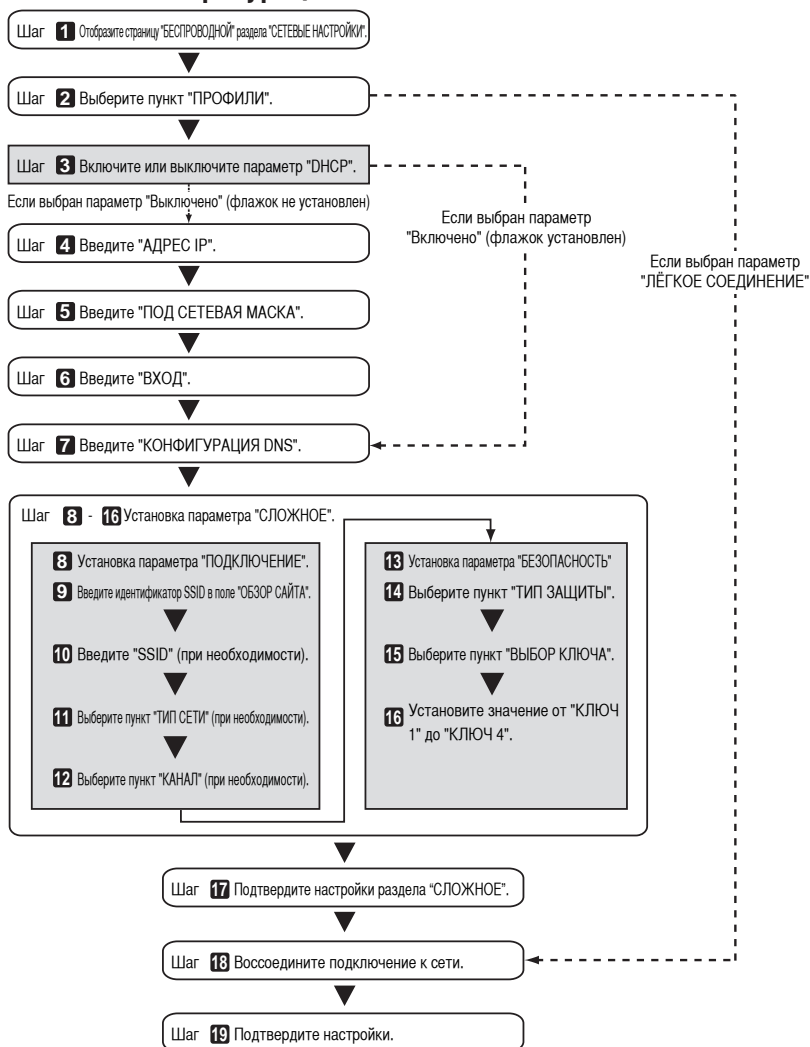 Шаг 1 Отобразите страницу "БЕСПРОВОДНОЙ" раздела "СЕТЕВЫЕ НАСТРОЙКИ".
Шаг 2 Выберите пункт "ПРОФИЛИ".
Шаг 3 Включите или выключите параметр "DHCP".
Если выбран параметр "Выключено" (флажок не установлен)
Если выбран параметр
"Включено" (флажок установлен)
Если выбран параметр
"ЛЁГКОЕ СОЕДИНЕНИЕ"
Шаг 4 Введите "АДРЕС IP".
Шаг 5 Введите "ПОД СЕТЕВАЯ МАСКА".
Шаг 6 Введите "ВХОД".
Шаг 7 Введите "КОНФИГУРАЦИЯ DNS".
Шаг 8 - 16 Установка параметра "СЛОЖНОЕ".
8 Установка параметра "ПОДКЛЮЧЕНИЕ".
9 Введите идентификатор SSID в поле "ОБЗОР САЙТА".
10 Введите "SSID" (при необходимости).
11 Выберите пункт "ТИП СЕТИ" (при необходимости).
12 Выберите пункт "КАНАЛ" (при необходимости).
13 Установка параметра "БЕЗОПАСНОСТЬ"
14 Выберите пункт "ТИП ЗАЩИТЫ".
15 Выберите пункт "ВЫБОР КЛЮЧА".
16 Установите значение от "КЛЮЧ
1" до "КЛЮЧ 4".
Шаг 17 Подтвердите настройки раздела “СЛОЖНОЕ”.
Шаг 18 Воссоедините подключение к сети.
Шаг 19 Подтвердите настройки.